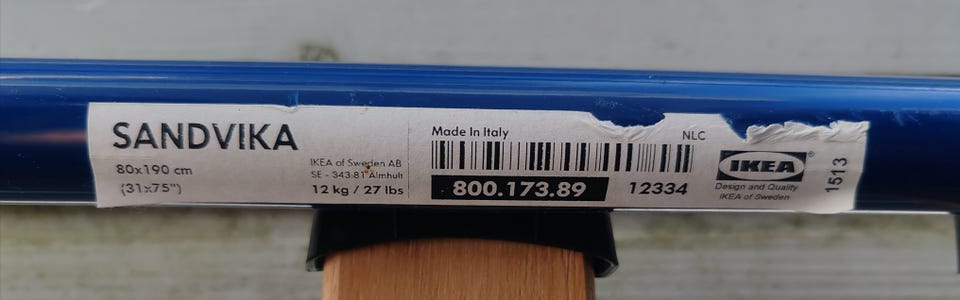 SANDVIKA
80x190 cm
(31x75")
IKEA of Sweden AB
SE - 343 81 Älmhult
12 kg / 27 lbs
Made In Italy
NLC
800.173.89
12334
IKEA®
Design and Quality
IKEA of Sweden
1513